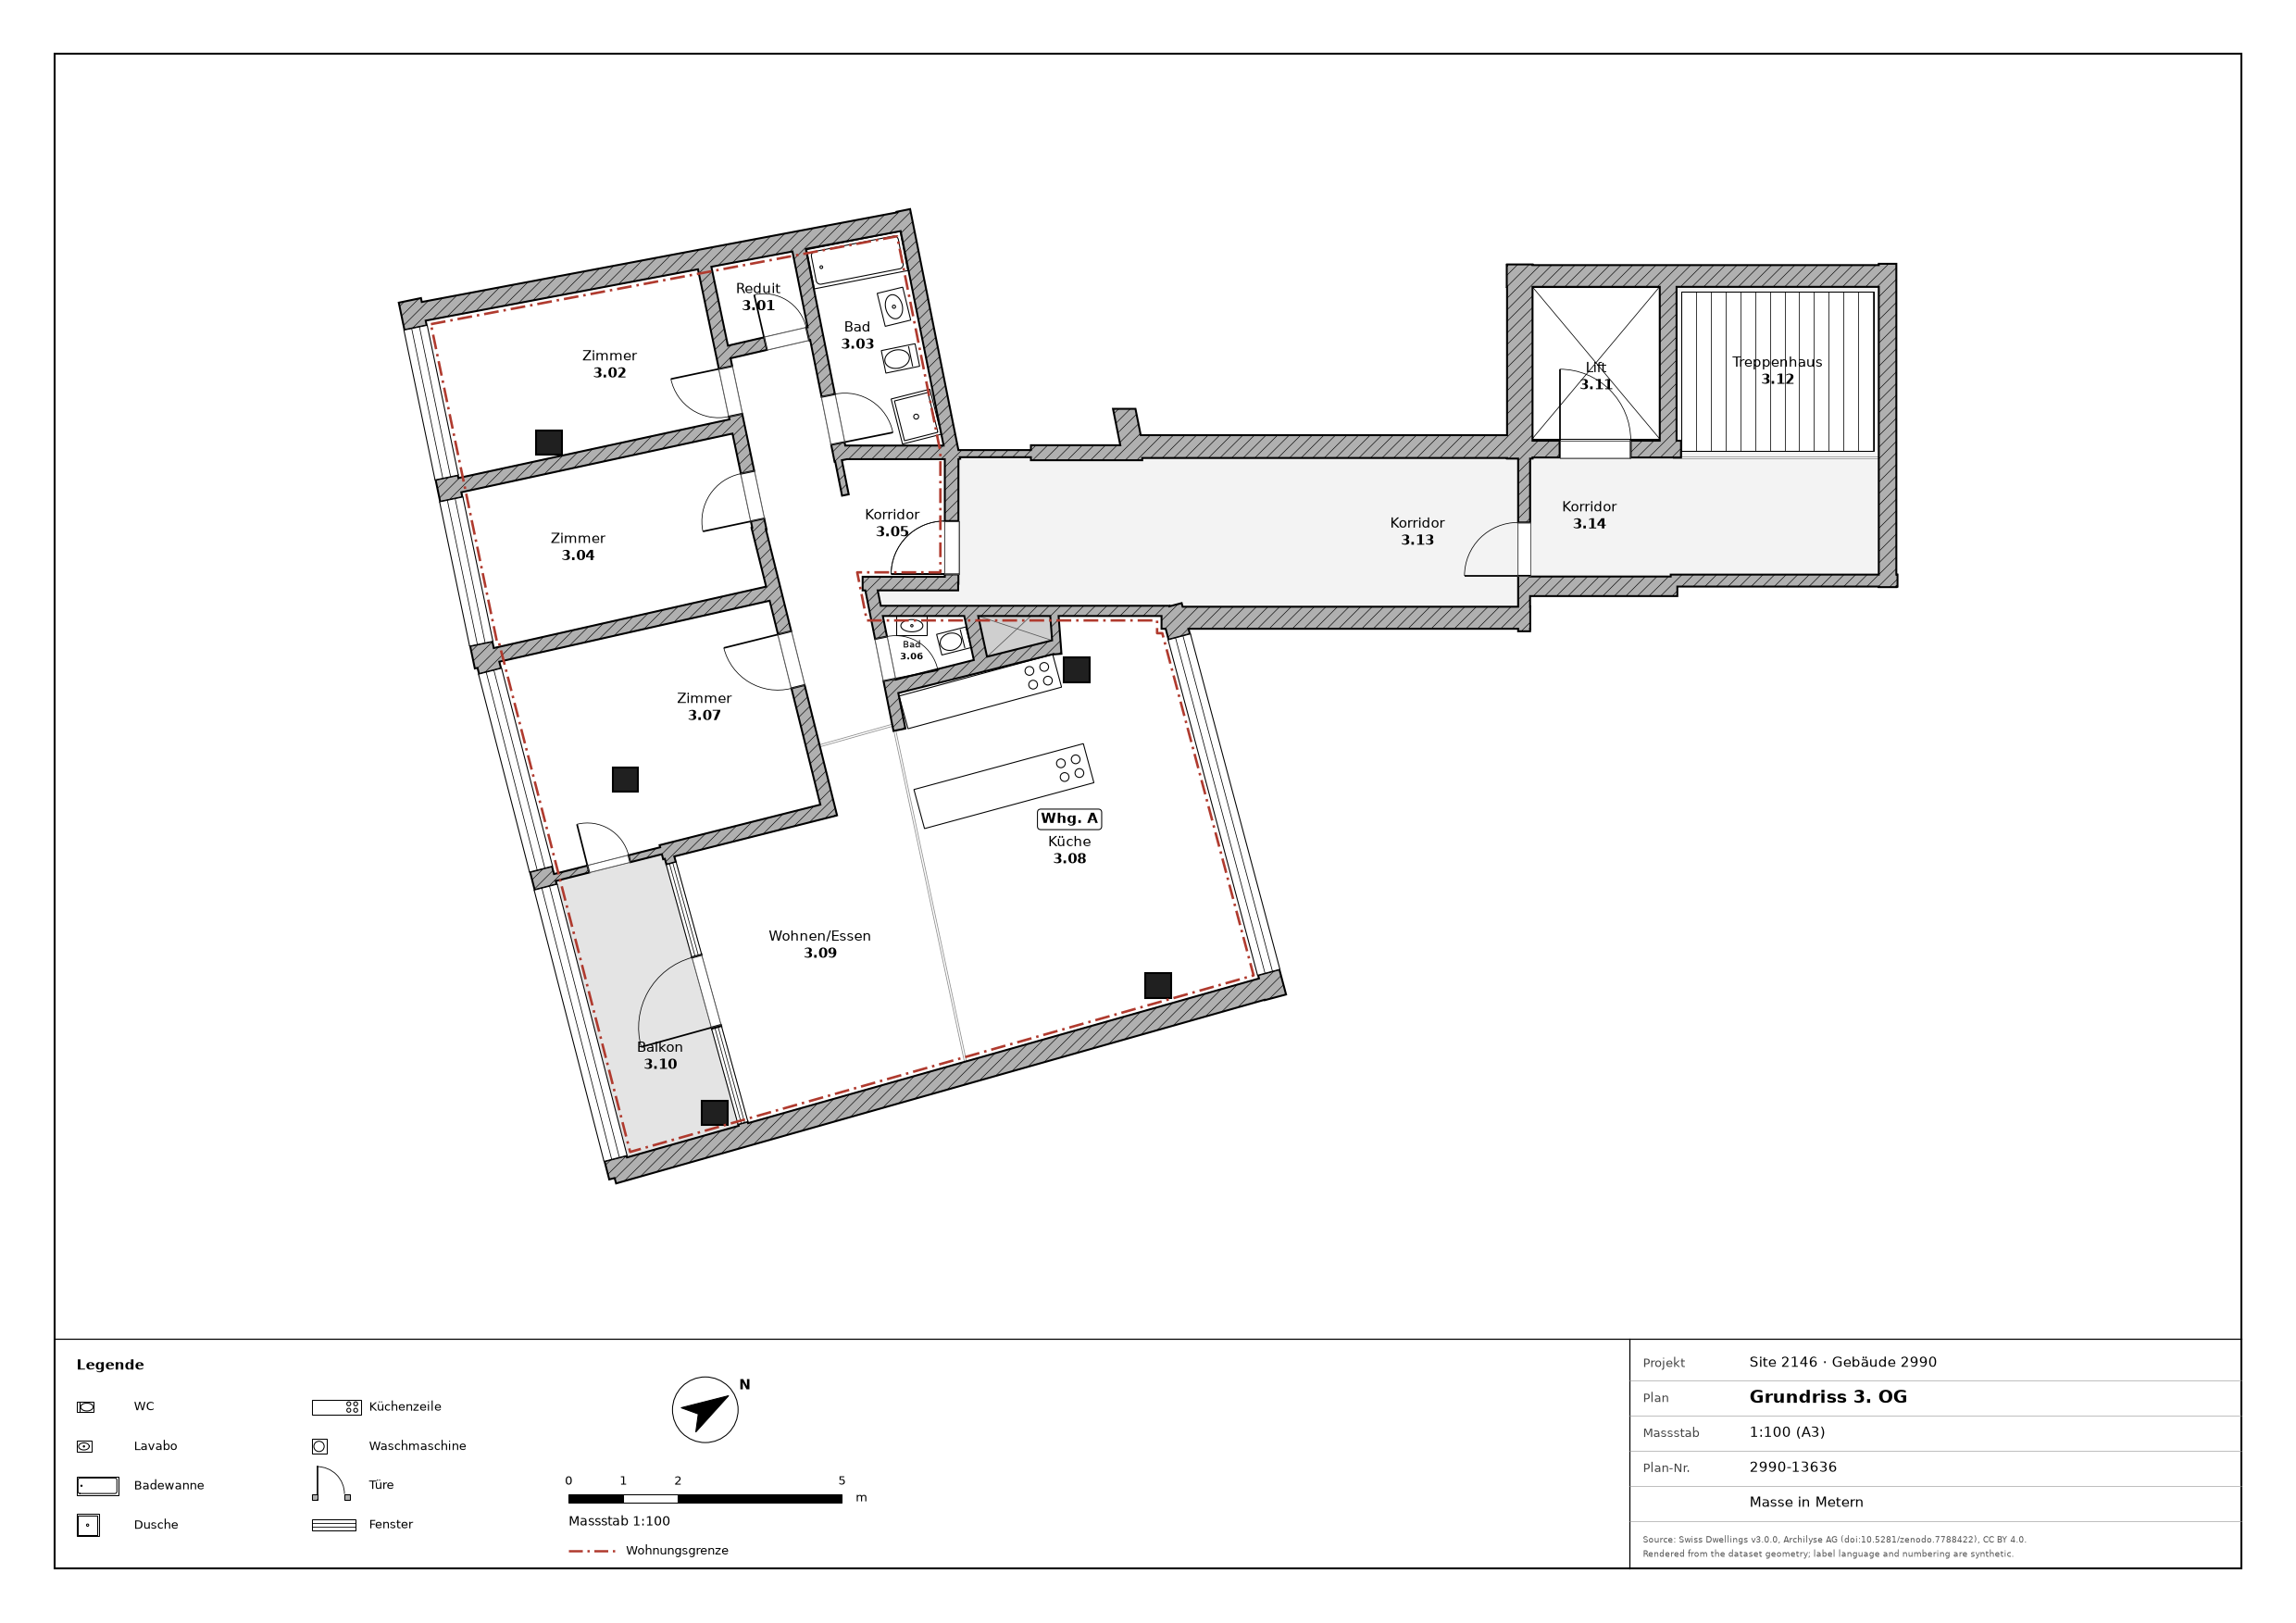 Reduit
3.01
Bad
3.03
Zimmer
3.02
Lift
3.11
Treppenhaus
3.12
Korridor
3.05
Korridor
3.13
Korridor
3.14
Zimmer
3.04
Bad
3.06
Zimmer
3.07
Whg. A
Küche
3.08
Wohnen/Essen
3.09
Balkon
3.10
Legende
WC
Lavabo
Badewanne
Dusche
Küchenzeile
Waschmaschine
Türe
Fenster
N
0 1 2 5
m
Massstab 1:100
Wohnungsgrenze
Projekt Site 2146 · Gebäude 2990
Plan Grundriss 3. OG
Massstab 1:100 (A3)
Plan-Nr. 2990-13636
Masse in Metern
Source: Swiss Dwellings v3.0.0, Archilyse AG (doi:10.5281/zenodo.7788422), CC BY 4.0.
Rendered from the dataset geometry; label language and numbering are synthetic.